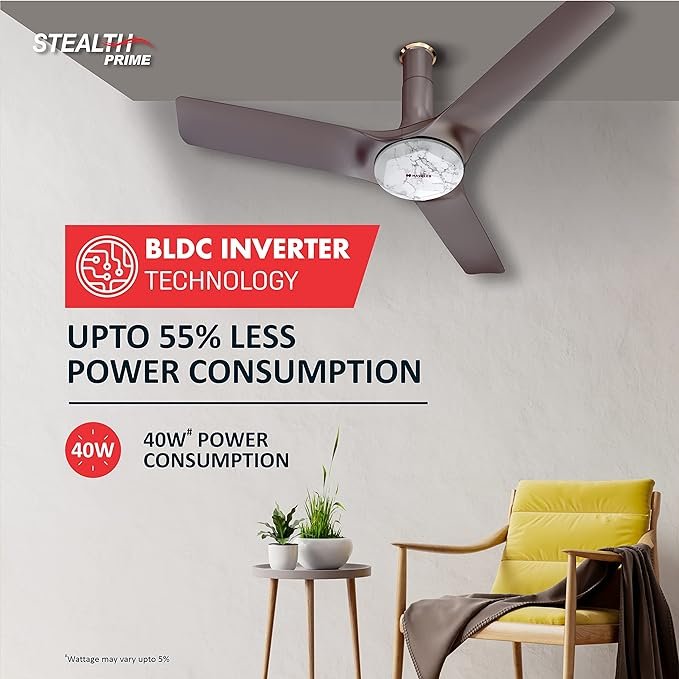 STEALTH
PRIME
HAVELLS
BLDC INVERTER
TECHNOLOGY
UPTO 55% LESS
POWER CONSUMPTION
40W
40W# POWER
CONSUMPTION
#Wattage may vary upto 5%